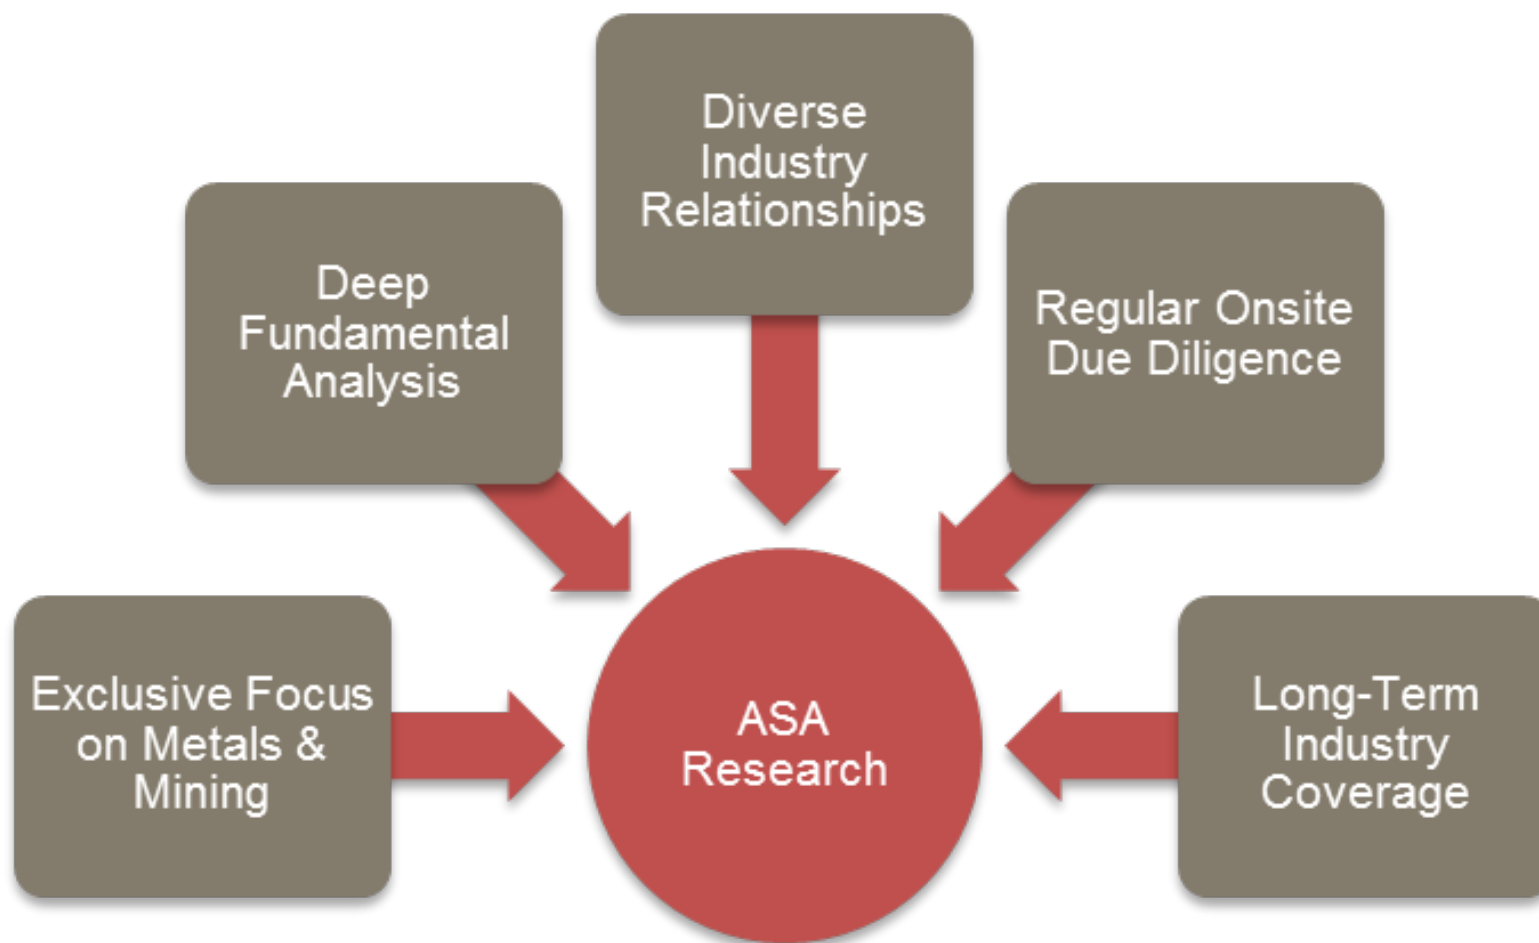 Diverse
Industry
Relationships
Deep
Fundamental
Analysis
Regular Onsite
Due Diligence
Exclusive Focus
on Metals &
Mining
ASA
Research
Long-Term
Industry
Coverage